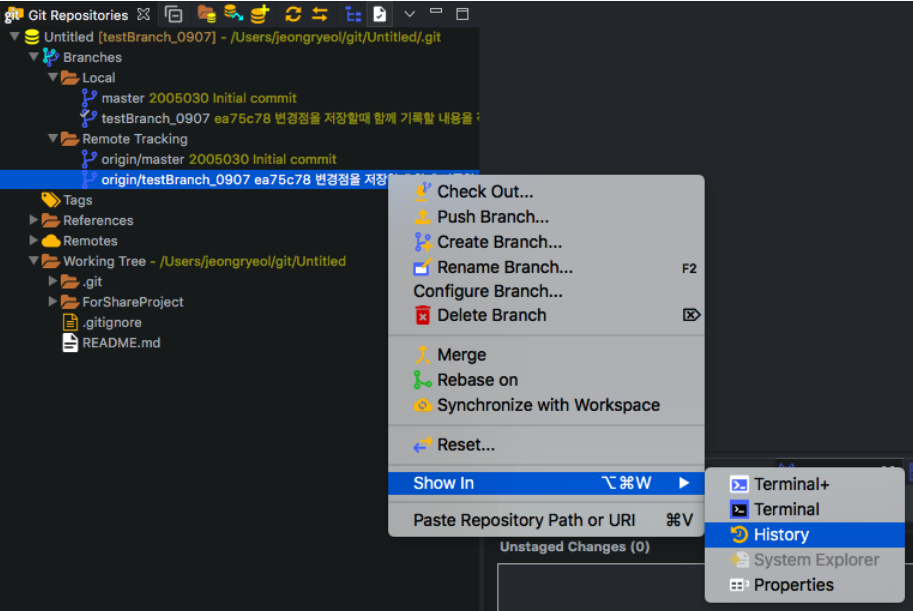 git Git Repositories
Untitled [testBranch_0907] - /Users/jeongryeol/git/Untitled/.git
Branches
Local
master 2005030 Initial commit
testBranch_0907 ea75c78 변경점을 저장할때 함께 기록할 내용을
Remote Tracking
origin/master 2005030 Initial commit
origin/testBranch_0907 ea75c78 변경점을
Tags
References
Remotes
Working Tree - /Users/jeongryeol/git/Untitled
.git
ForShareProject
.gitignore
README.md
Check Out...
Push Branch...
Create Branch...
Rename Branch... F2
Configure Branch...
Delete Branch ⌦
Merge
Rebase on
Synchronize with Workspace
Reset...
Show In ⌥⌘W
Paste Repository Path or URI ⌘V
Terminal+
Terminal
History
System Explorer
Properties
Unstaged Changes (0)